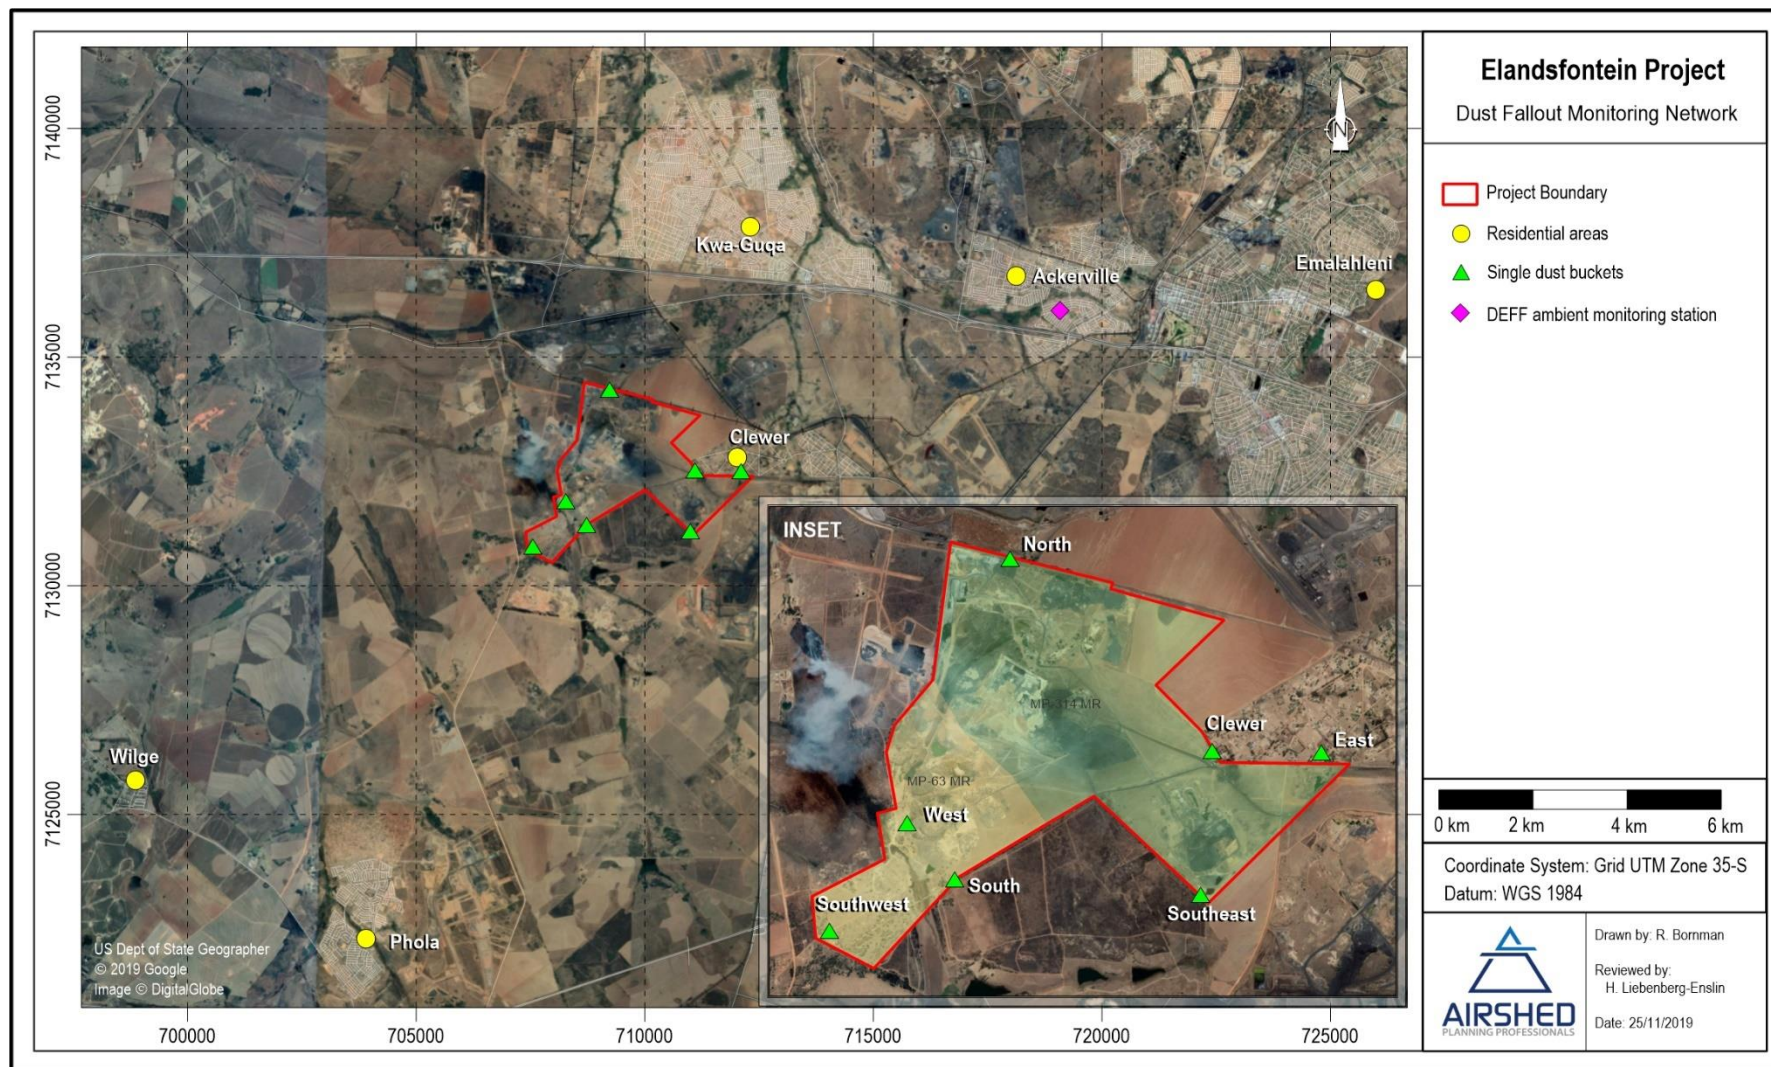 Elandsfontein Project
Dust Fallout Monitoring Network
N
Project Boundary
Residential areas
Single dust buckets
DEFF ambient monitoring station
0 km 2 km 4 km 6 km
Coordinate System: Grid UTM Zone 35-S
Datum: WGS 1984
AIRSHED
PLANNING PROFESSIONALS
Drawn by: R. Bornman
Reviewed by:
H. Liebenberg-Enslin
Date: 25/11/2019
7140000
7135000
7130000
7125000
700000 705000 710000 715000 720000 725000
Kwa-Guqa
Ackerville
Emalahleni
Clewer
Wilge
Phola
US Dept of State Geographer
© 2019 Google
Image © DigitalGlobe
INSET
North
MP-314 MR
Clewer
East
MP-63 MR
West
South
Southwest
Southeast